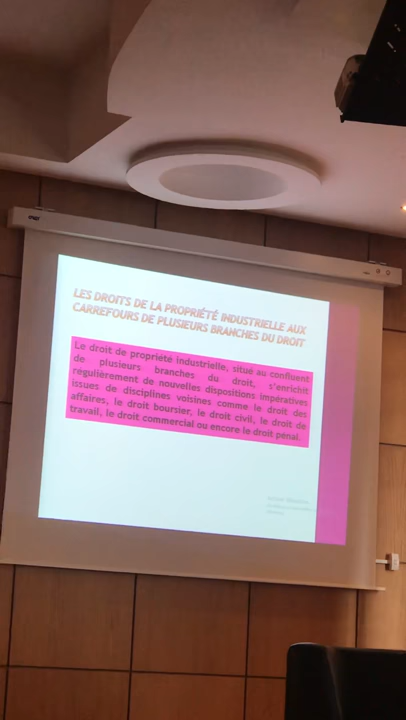 LES DROITS DE LA PROPRIÉTÉ INDUSTRIELLE AUX
CARREFOURS DE PLUSIEURS BRANCHES DU DROIT
Le droit de propriété industrielle, situé au confluent
de plusieurs branches du droit, s'enrichit
régulièrement de nouvelles dispositions impératives
issues de disciplines voisines comme le droit des
affaires, le droit boursier, le droit civil, le droit de
travail, le droit commercial ou encore le droit pénal.